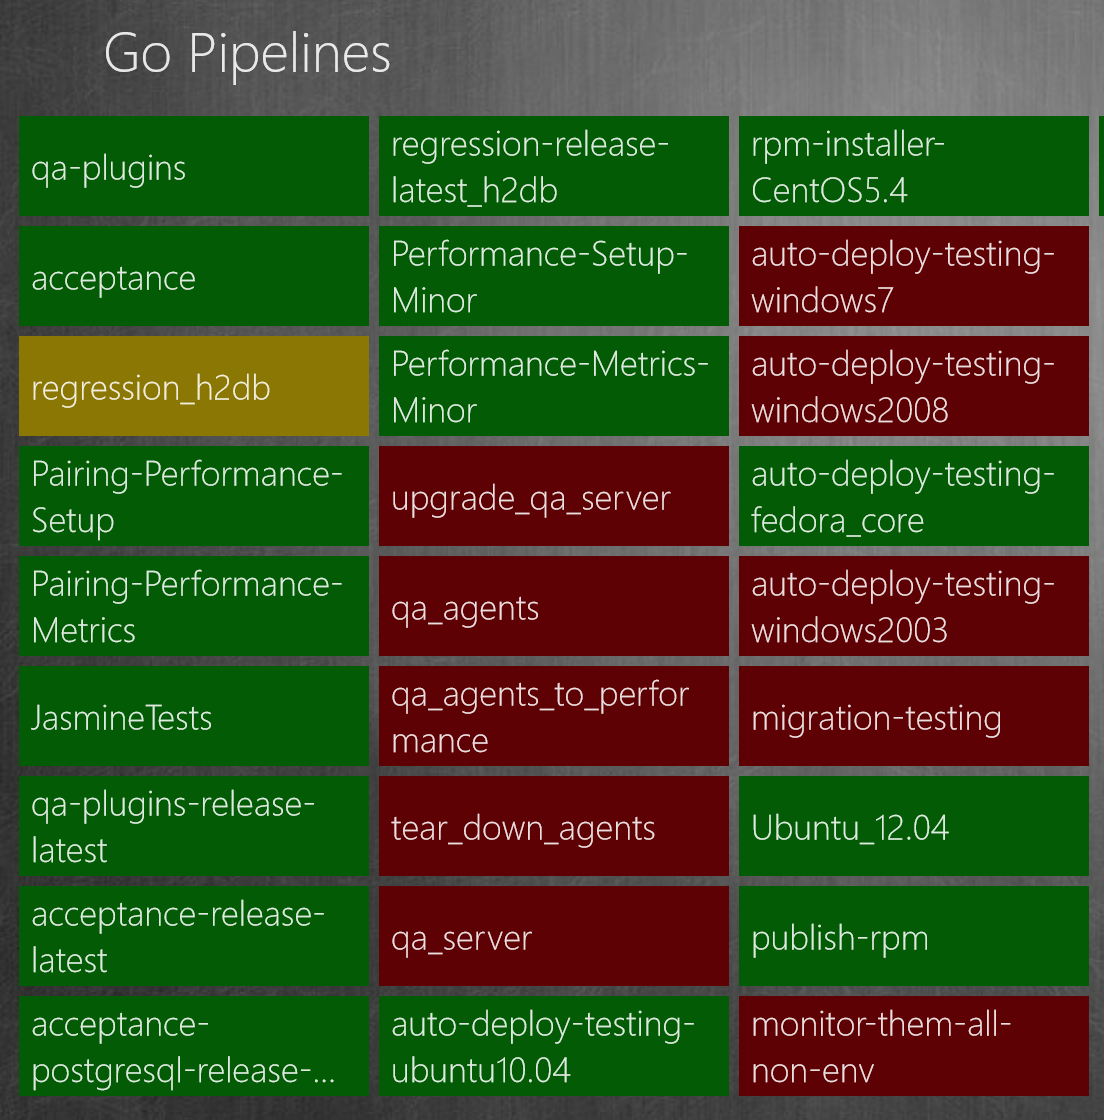 Go Pipelines
qa-plugins
acceptance
regression_h2db
Pairing-Performance-
Setup
Pairing-Performance-
Metrics
JasmineTests
qa-plugins-release-
latest
acceptance-release-
latest
acceptance-
postgresql-release-...
regression-release-
latest_h2db
Performance-Setup-
Minor
Performance-Metrics-
Minor
upgrade_qa_server
qa_agents
qa_agents_to_perfor
mance
tear_down_agents
qa_server
auto-deploy-testing-
ubuntu10.04
rpm-installer-
CentOS5.4
auto-deploy-testing-
windows7
auto-deploy-testing-
windows2008
auto-deploy-testing-
fedora_core
auto-deploy-testing-
windows2003
migration-testing
Ubuntu_12.04
publish-rpm
monitor-them-all-
non-env